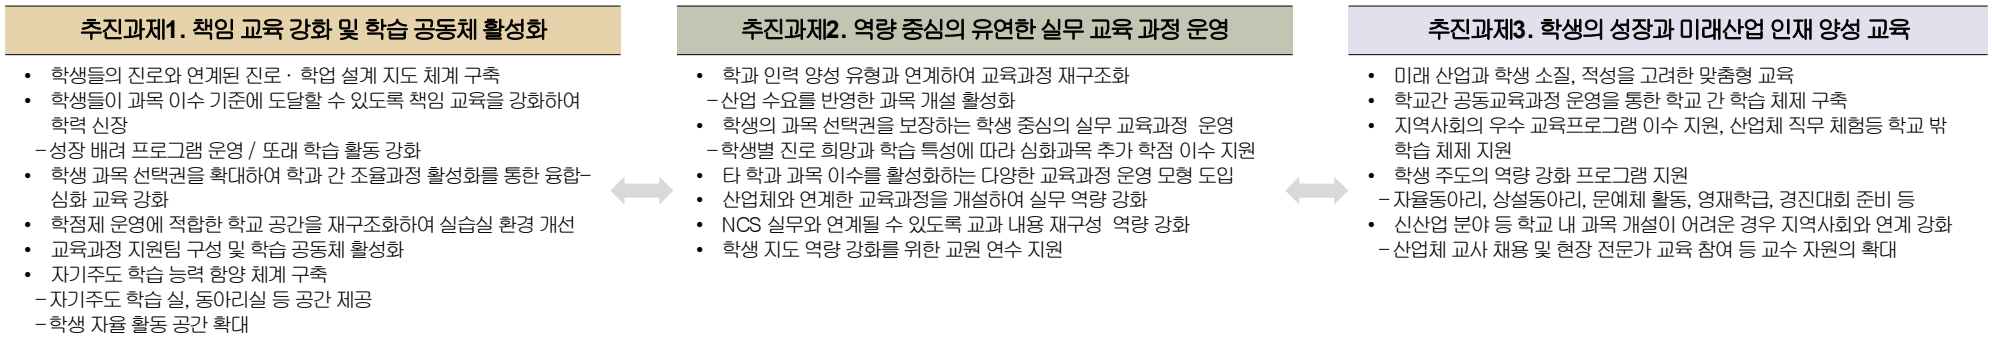 추진과제1. 책임 교육 강화 및 학습 공동체 활성화
• 학생들의 진로와 연계된 진로 · 학업 설계 지도 체계 구축
• 학생들이 과목 이수 기준에 도달할 수 있도록 책임 교육을 강화하여
학력 신장
–성장 배려 프로그램 운영 / 또래 학습 활동 강화
• 학생 과목 선택권을 확대하여 학과 간 조율과정 활성화를 통한 융합–
심화 교육 강화
• 학점제 운영에 적합한 학교 공간을 재구조화하여 실습실 환경 개선
• 교육과정 지원팀 구성 및 학습 공동체 활성화
• 자기주도 학습 능력 함양 체계 구축
–자기주도 학습 실, 동아리실 등 공간 제공
–학생 자율 활동 공간 확대
추진과제2. 역량 중심의 유연한 실무 교육 과정 운영
• 학과 인력 양성 유형과 연계하여 교육과정 재구조화
–산업 수요를 반영한 과목 개설 활성화
• 학생의 과목 선택권을 보장하는 학생 중심의 실무 교육과정 운영
–학생별 진로 희망과 학습 특성에 따라 심화과목 추가 학점 이수 지원
• 타 학과 과목 이수를 활성화하는 다양한 교육과정 운영 모형 도입
• 산업체와 연계한 교육과정을 개설하여 실무 역량 강화
• NCS 실무와 연계될 수 있도록 교과 내용 재구성 역량 강화
• 학생 지도 역량 강화를 위한 교원 연수 지원
추진과제3. 학생의 성장과 미래산업 인재 양성 교육
• 미래 산업과 학생 소질, 적성을 고려한 맞춤형 교육
• 학교간 공동교육과정 운영을 통한 학교 간 학습 체제 구축
• 지역사회의 우수 교육프로그램 이수 지원, 산업체 직무 체험등 학교 밖
학습 체제 지원
• 학생 주도의 역량 강화 프로그램 지원
–자율동아리, 상설동아리, 문예체 활동, 영재학급, 경진대회 준비 등
• 신산업 분야 등 학교 내 과목 개설이 어려운 경우 지역사회와 연계 강화
–산업체 교사 채용 및 현장 전문가 교육 참여 등 교수 자원의 확대